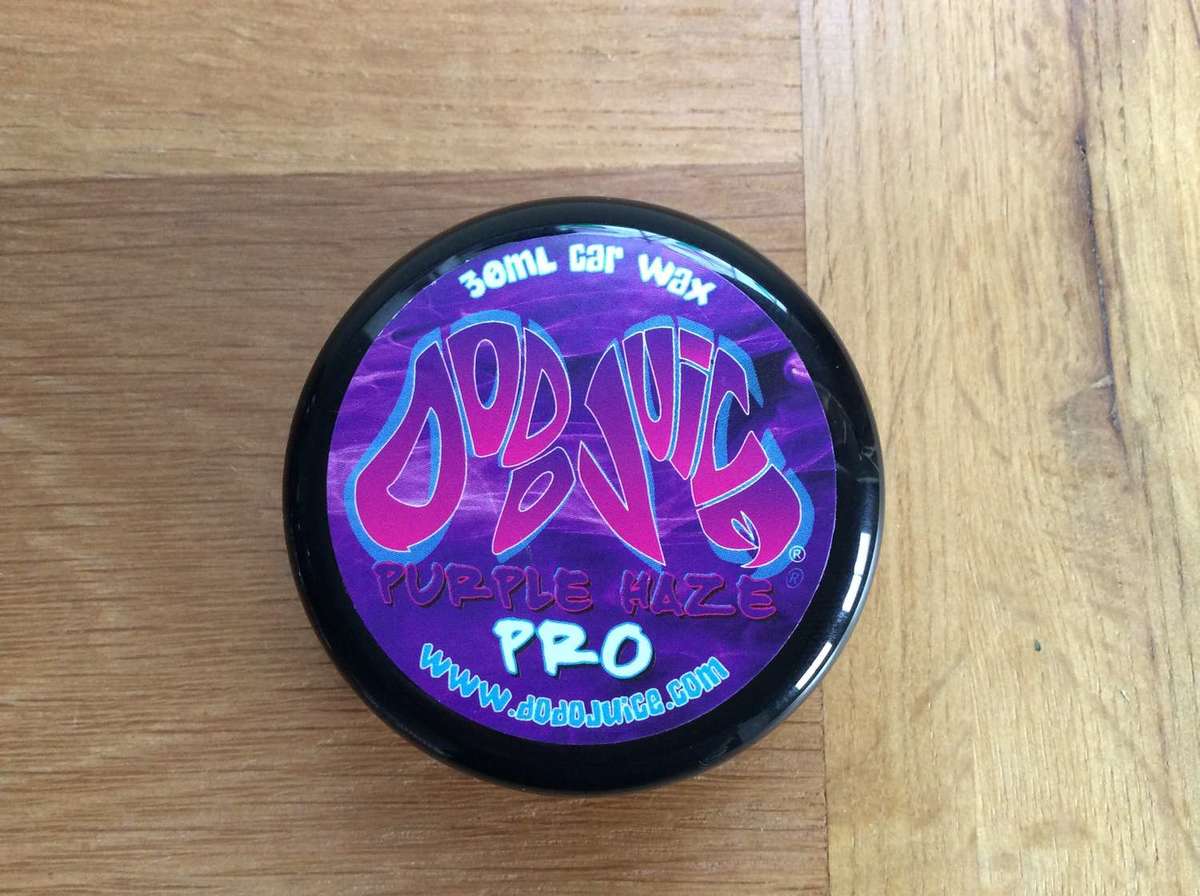 30ML CAR WAX
DODO JUICE ®
PURPLE HAZE ®
PRO
www.dodojuice.com